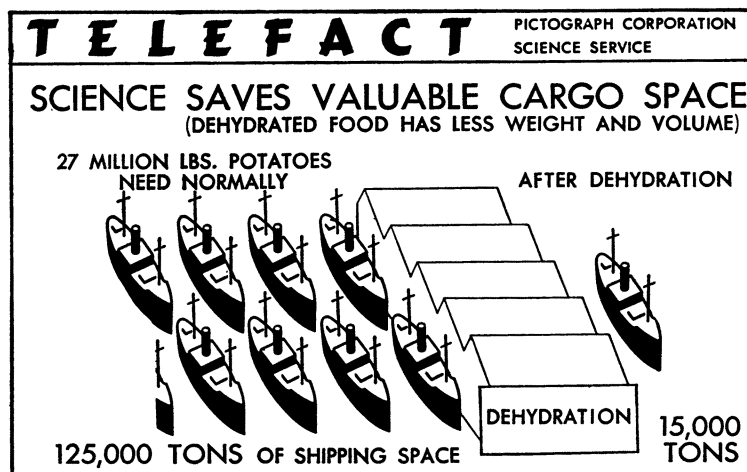 TELEFACT
PICTOGRAPH CORPORATION
SCIENCE SERVICE
SCIENCE SAVES VALUABLE CARGO SPACE
(DEHYDRATED FOOD HAS LESS WEIGHT AND VOLUME)
27 MILLION LBS. POTATOES
NEED NORMALLY
AFTER DEHYDRATION
DEHYDRATION
125,000 TONS OF SHIPPING SPACE
15,000
TONS